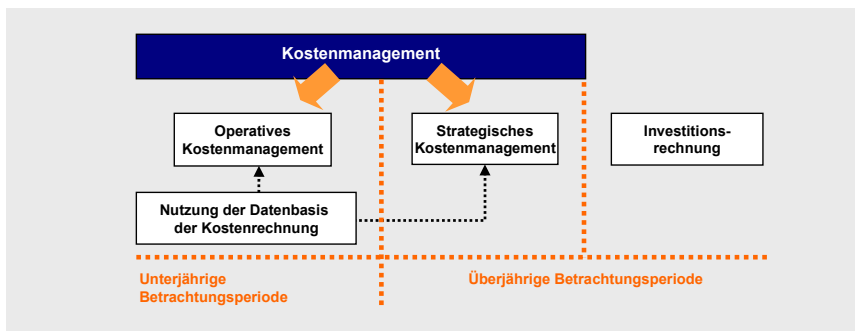 Kostenmanagement
Operatives
Kostenmanagement
Strategisches
Kostenmanagement
Investitions-
rechnung
Nutzung der Datenbasis
der Kostenrechnung
Unterjährige
Betrachtungsperiode
Überjährige Betrachtungsperiode